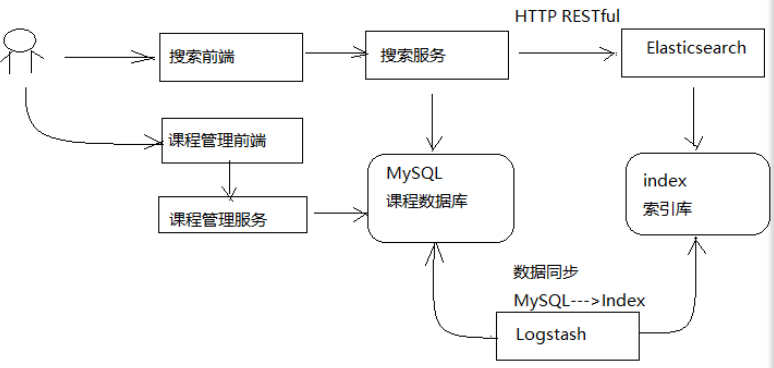 HTTP RESTful
搜索前端
搜索服务
Elasticsearch
课程管理前端
MySQL
课程数据库
index
索引库
课程管理服务
数据同步
MySQL--->Index
Logstash